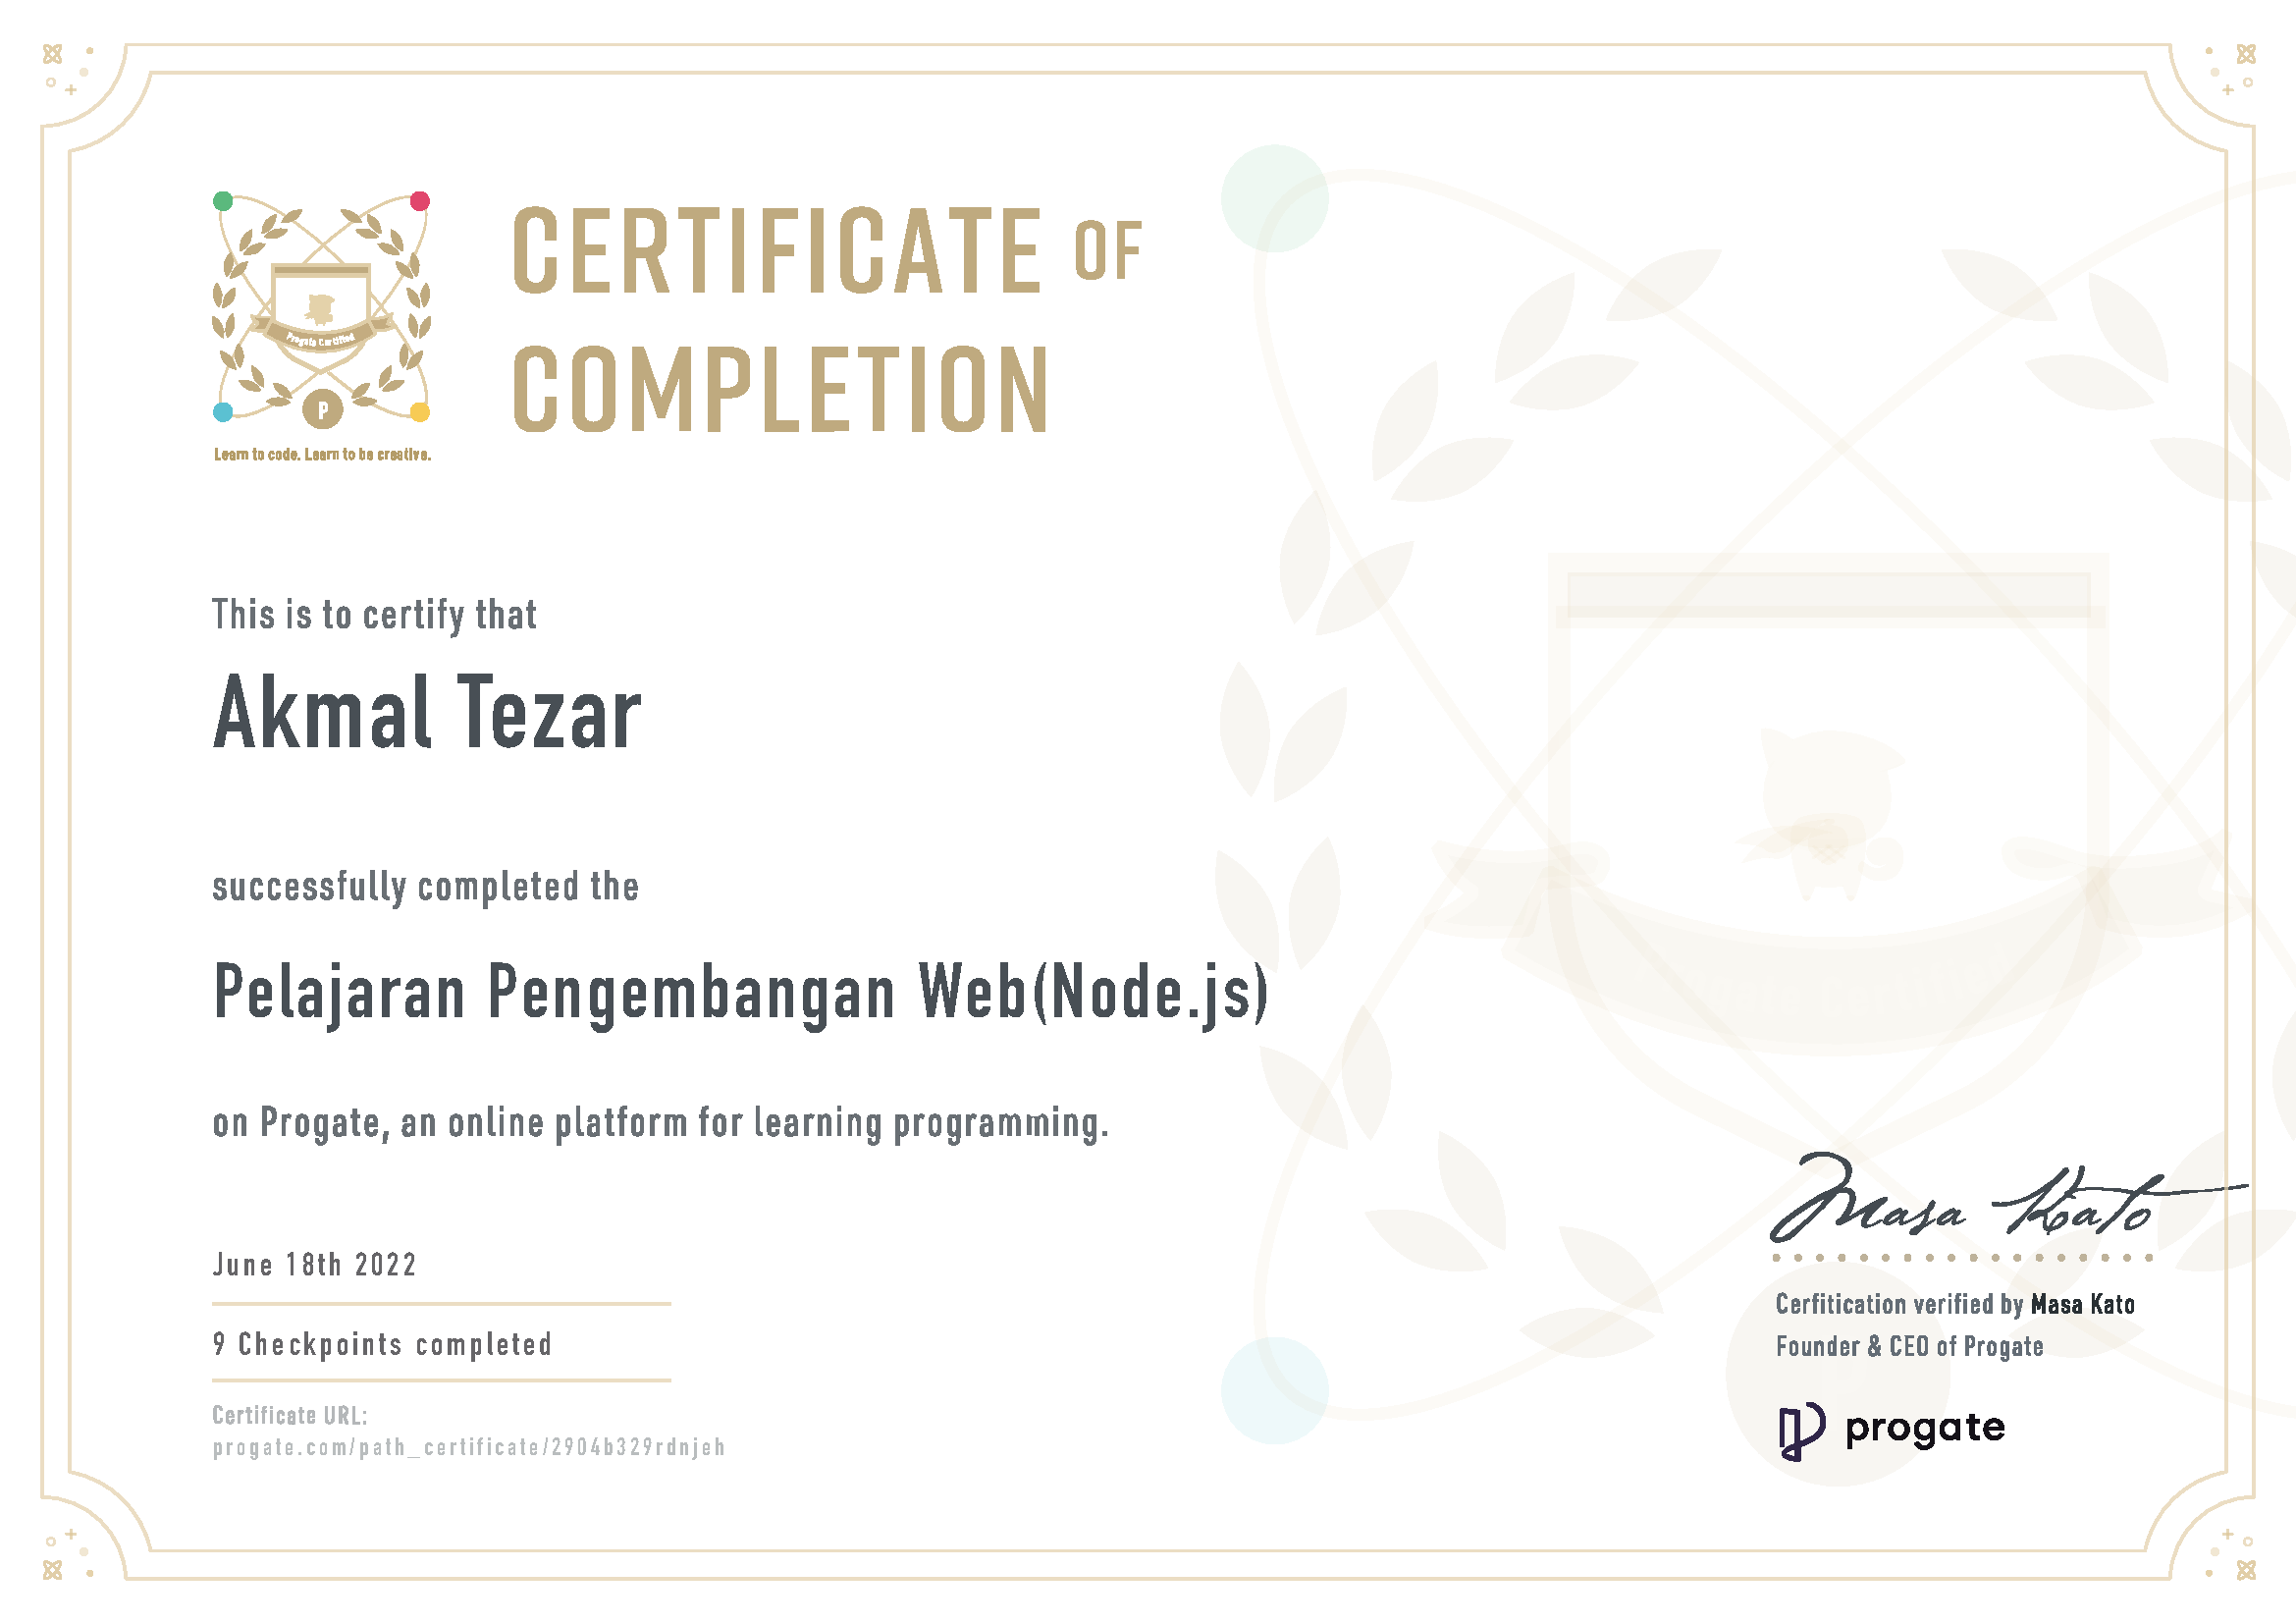 CERTIFICATE OF
COMPLETION
Progate Certified
P
Learn to code. Learn to be creative.
This is to certify that
Akmal Tezar
successfully completed the
Pelajaran Pengembangan Web(Node.js)
on Progate, an online platform for learning programming.
Masa Kato
June 18th 2022
9 Checkpoints completed
Cerfitication verified by Masa Kato
Founder & CEO of Progate
Certificate URL:
progate.com/path_certificate/2904b329rdnjeh
progate